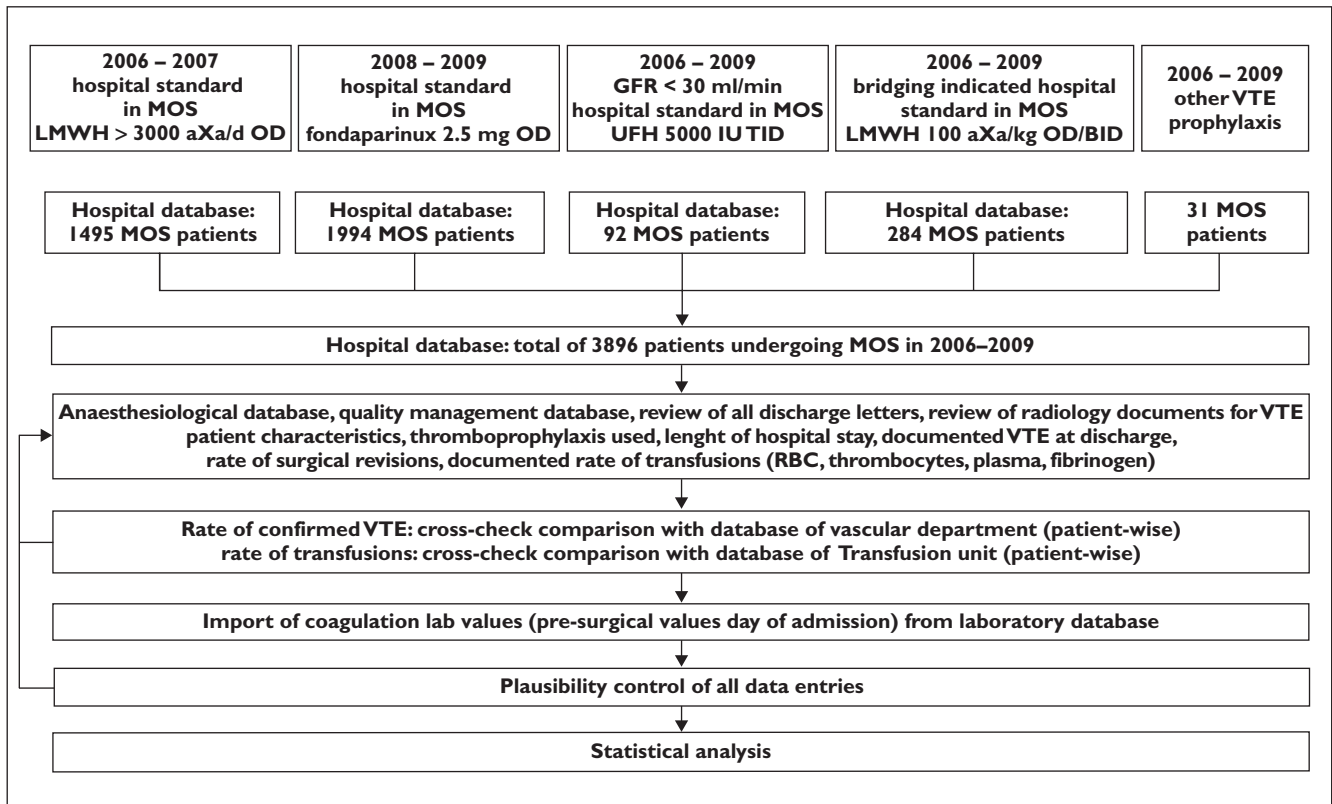 2006 – 2007
hospital standard
in MOS
LMWH > 3000 aXa/d OD
2008 – 2009
hospital standard
in MOS
fondaparinux 2.5 mg OD
2006 – 2009
GFR < 30 ml/min
hospital standard in MOS
UFH 5000 IU TID
2006 – 2009
bridging indicated hospital
standard in MOS
LMWH 100 aXa/kg OD/BID
2006 – 2009
other VTE
prophylaxis
Hospital database:
1495 MOS patients
Hospital database:
1994 MOS patients
Hospital database:
92 MOS patients
Hospital database:
284 MOS patients
31 MOS
patients
Hospital database: total of 3896 patients undergoing MOS in 2006–2009
Anaesthesiological database, quality management database, review of all discharge letters, review of radiology documents for VTE
patient characteristics, thromboprophylaxis used, lenght of hospital stay, documented VTE at discharge,
rate of surgical revisions, documented rate of transfusions (RBC, thrombocytes, plasma, fibrinogen)
Rate of confirmed VTE: cross-check comparison with database of vascular department (patient-wise)
rate of transfusions: cross-check comparison with database of Transfusion unit (patient-wise)
Import of coagulation lab values (pre-surgical values day of admission) from laboratory database
Plausibility control of all data entries
Statistical analysis